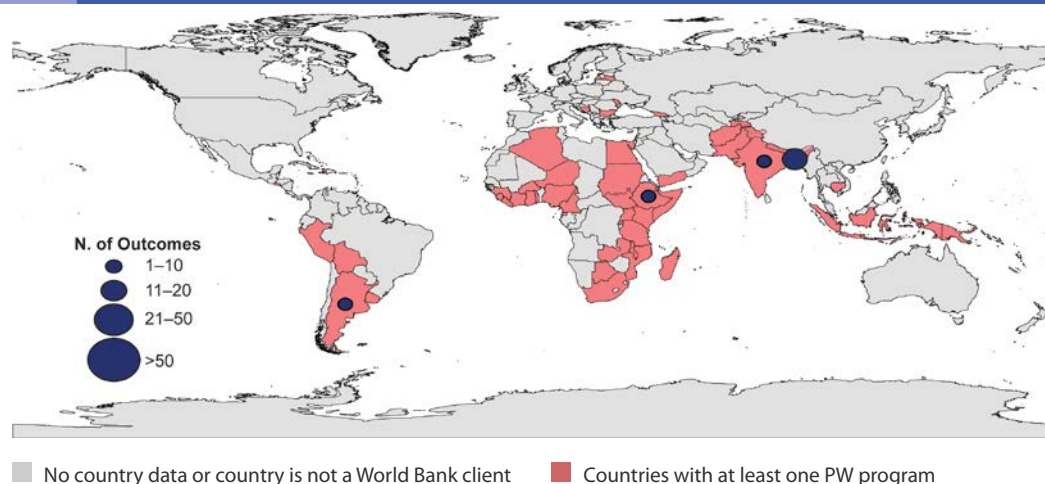 N. of Outcomes
1–10
11–20
21–50
>50
No country data or country is not a World Bank client
Countries with at least one PW program